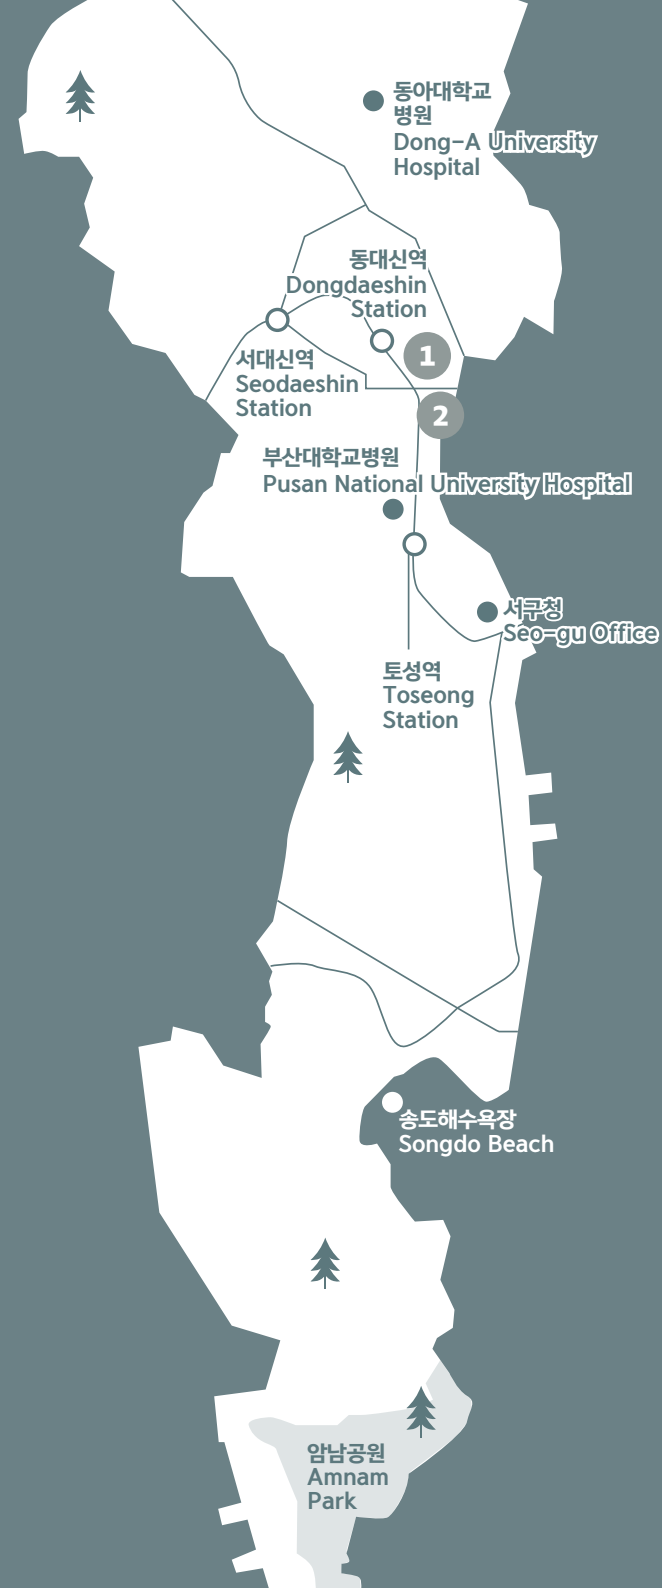 동아대학교
병원
Dong-A University
Hospital
동대신역
Dongdaeshin
Station
1
서대신역
Seodaeshin
Station
2
부산대학교병원
Pusan National University Hospital
서구청
Seo-gu Office
토성역
Toseong
Station
송도해수욕장
Songdo Beach
암남공원
Amnam
Park